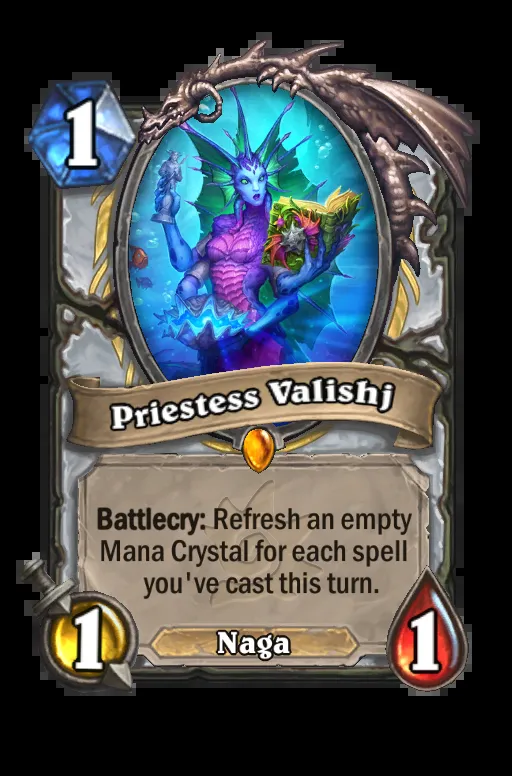 1
Priestess Valishj
Battlecry: Refresh an empty
Mana Crystal for each spell
you've cast this turn.
1
Naga
1